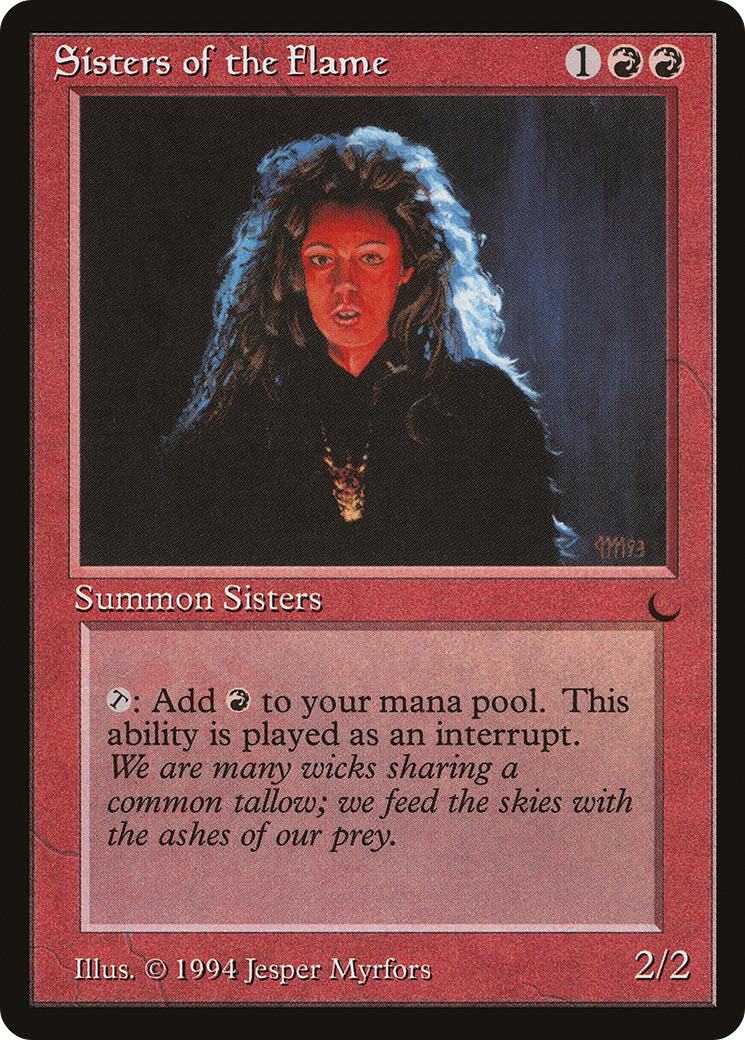 Sisters of the Flame 1
Summon Sisters
T: Add to your mana pool. This
ability is played as an interrupt.
We are many wicks sharing a
common tallow; we feed the skies with
the ashes of our prey.
Illus. © 1994 Jesper Myrfors 2/2